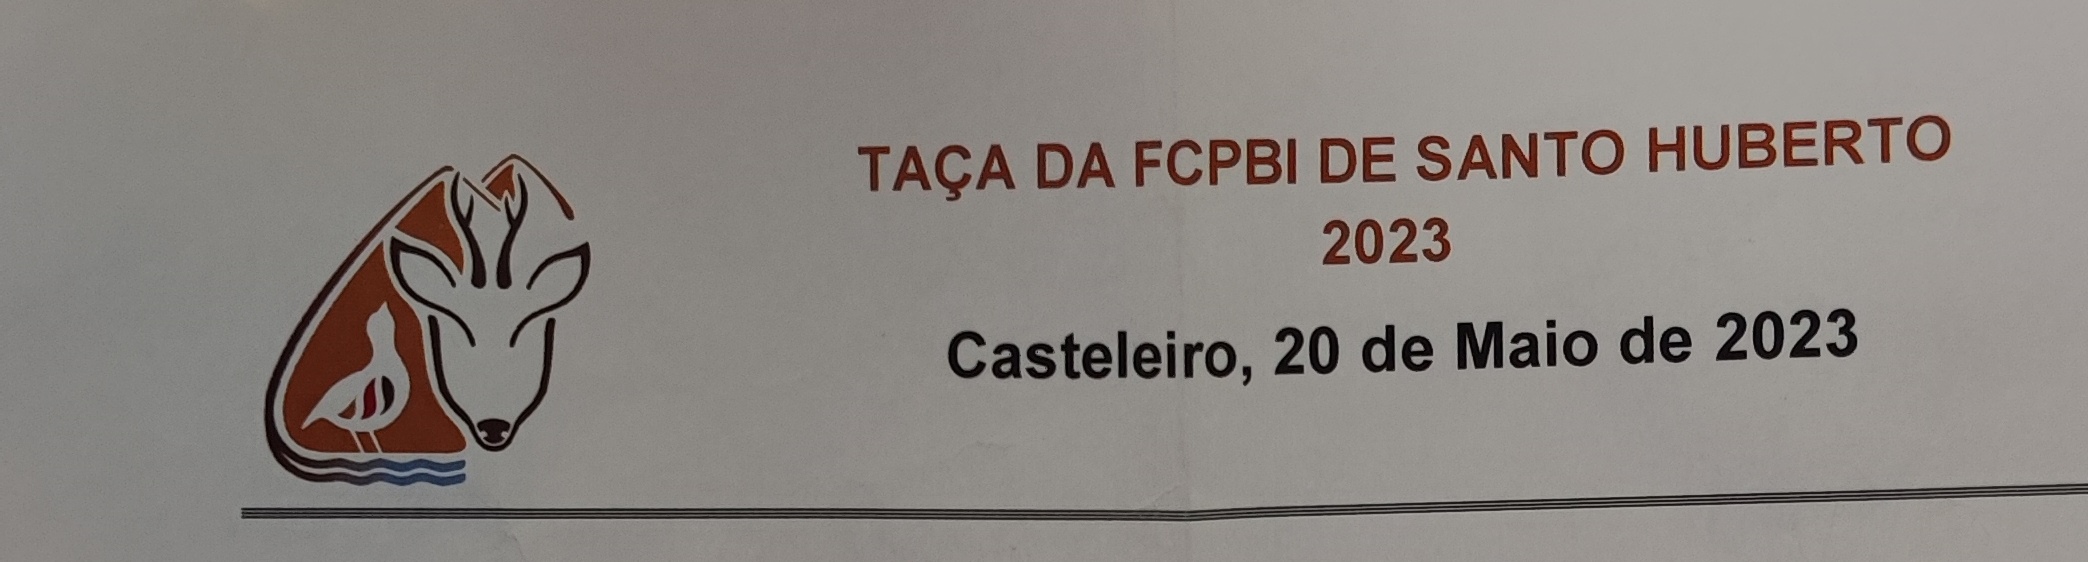 TAÇA DA FCPBI DE SANTO HUBERTO
2023
Casteleiro, 20 de Maio de 2023